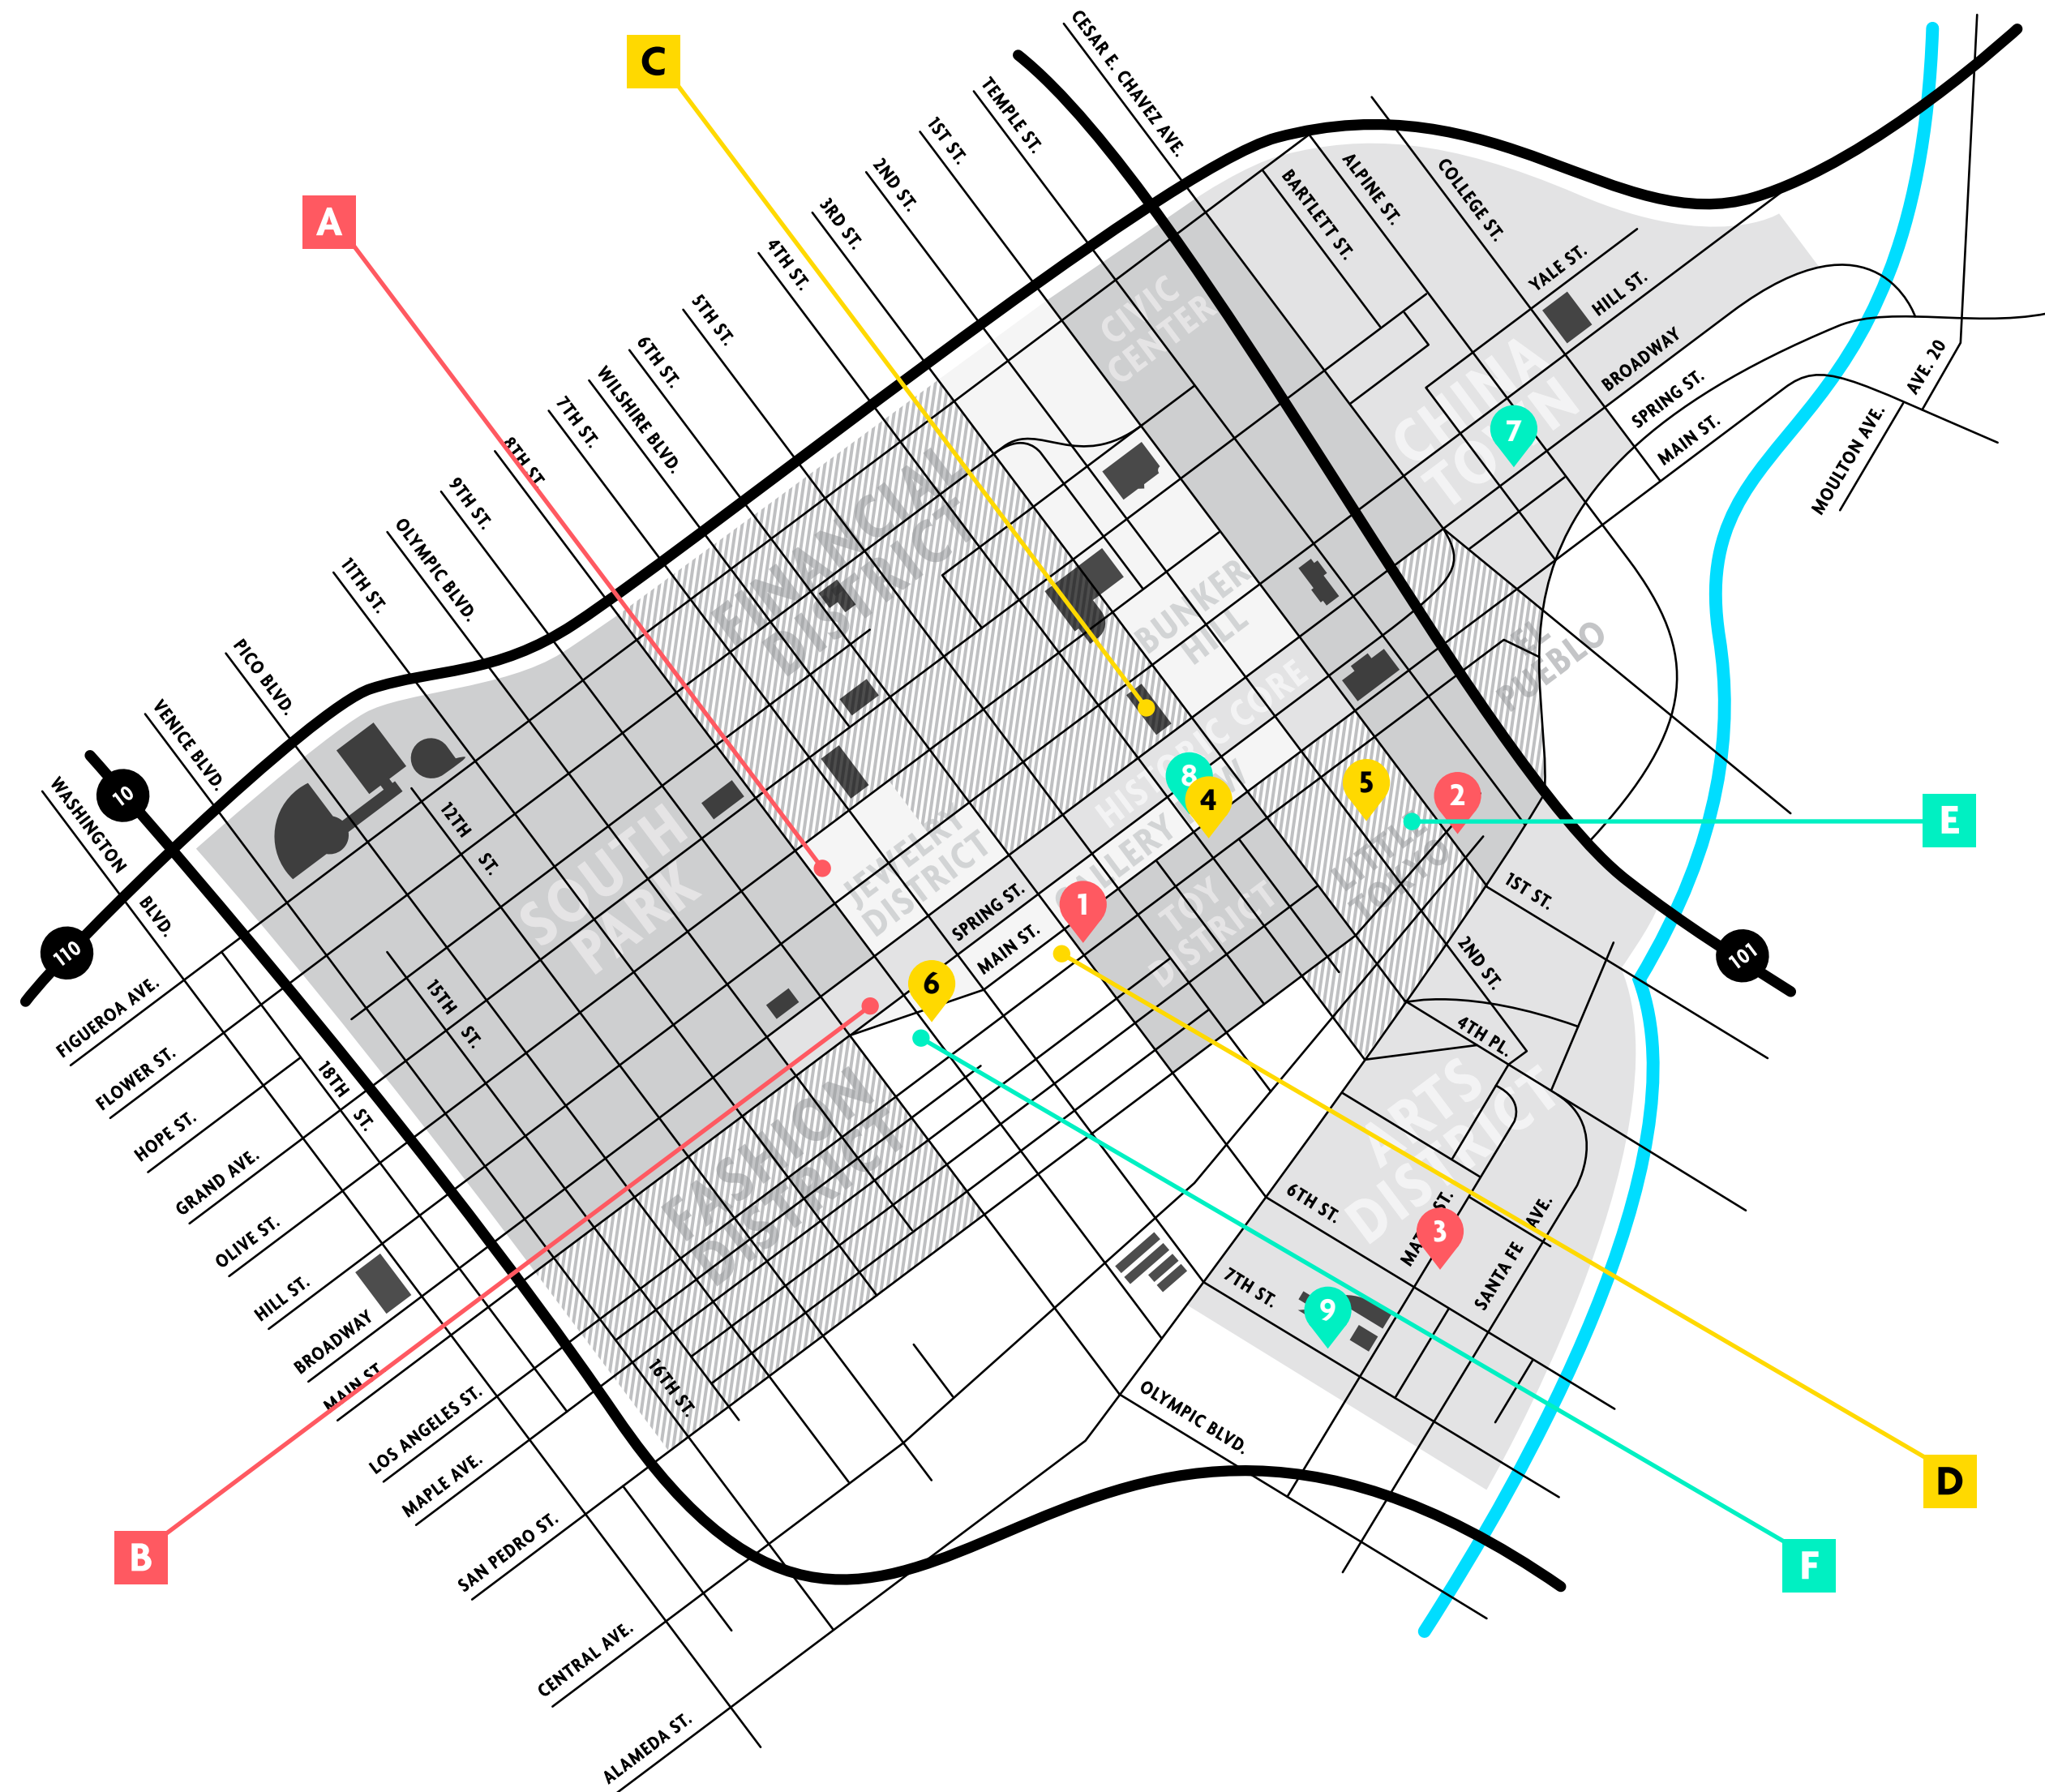 CESAR E. CHAVEZ AVE.
C
TEMPLE ST.
1ST ST.
2ND ST.
3RD ST.
4TH ST.
A
BARTLETT ST.
ALPINE ST.
COLLEGE ST.
YALE ST.
HILL ST.
BROADWAY
SPRING ST.
MAIN ST.
AVE. 20
MOULTON AVE.
5TH ST.
6TH ST.
WILSHIRE BLVD.
7TH ST.
8TH ST
9TH ST.
OLYMPIC BLVD.
11TH ST.
PICO BLVD.
VENICE BLVD.
WASHINGTON BLVD.
10
110
CIVIC
CENTER
CHINA
TOWN
7
FINANCIAL
DISTRICT
BUNKER
HILL
EL
PUEBLO
HISTORIC CORE
8
4
5
2
E
GALLERY ROW
LITTLE
TOKYO
12TH ST.
SOUTH
PARK
JEWELRY
DISTRICT
SPRING ST.
MAIN ST.
1
TOY
DISTRICT
1ST ST.
2ND ST.
101
6
15TH ST.
4TH PL.
FIGUEROA AVE.
FLOWER ST.
HOPE ST.
GRAND AVE.
OLIVE ST.
HILL ST.
BROADWAY
MAIN ST.
LOS ANGELES ST.
MAPLE AVE.
SAN PEDRO ST.
CENTRAL AVE.
ALAMEDA ST.
18TH ST.
16TH ST.
FASHION
DISTRICT
ARTS
DISTRICT
6TH ST.
7TH ST.
3
SANTA FE AVE.
9
OLYMPIC BLVD.
B
D
F